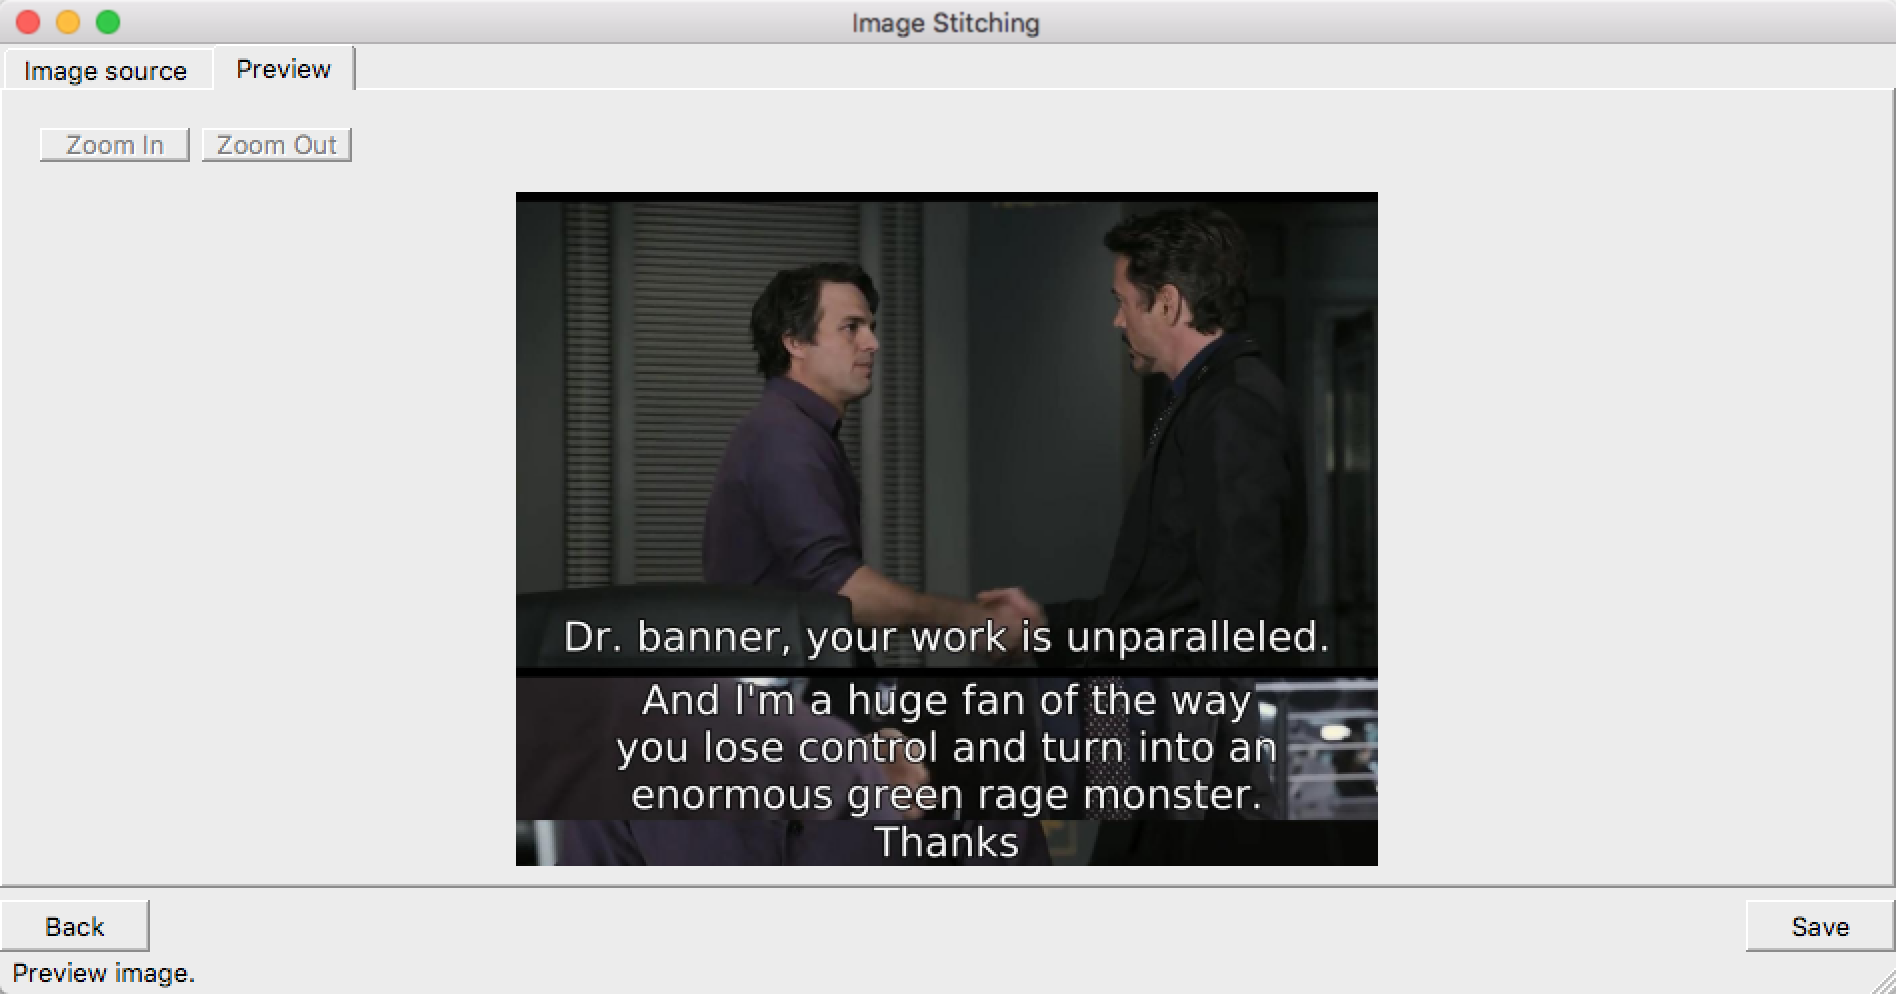 Image Stitching
Image source
Preview
Zoom In
Zoom Out
Dr. banner, your work is unparalleled.
And I'm a huge fan of the way
you lose control and turn into an
enormous green rage monster.
Thanks
Back
Save
Preview image.